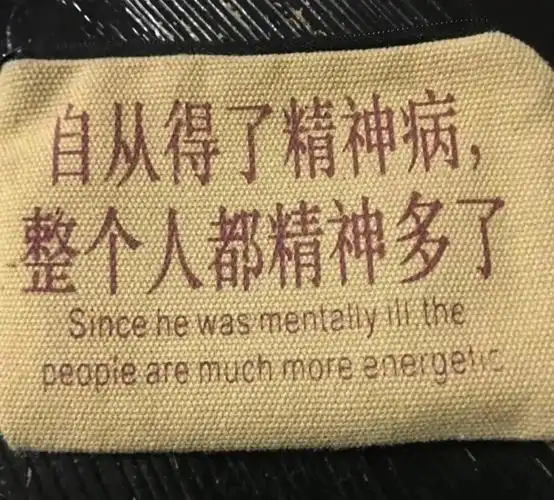 自从得了精神病，
整个人都精神多了
Since he was mentally ill.the
people are much more energetic